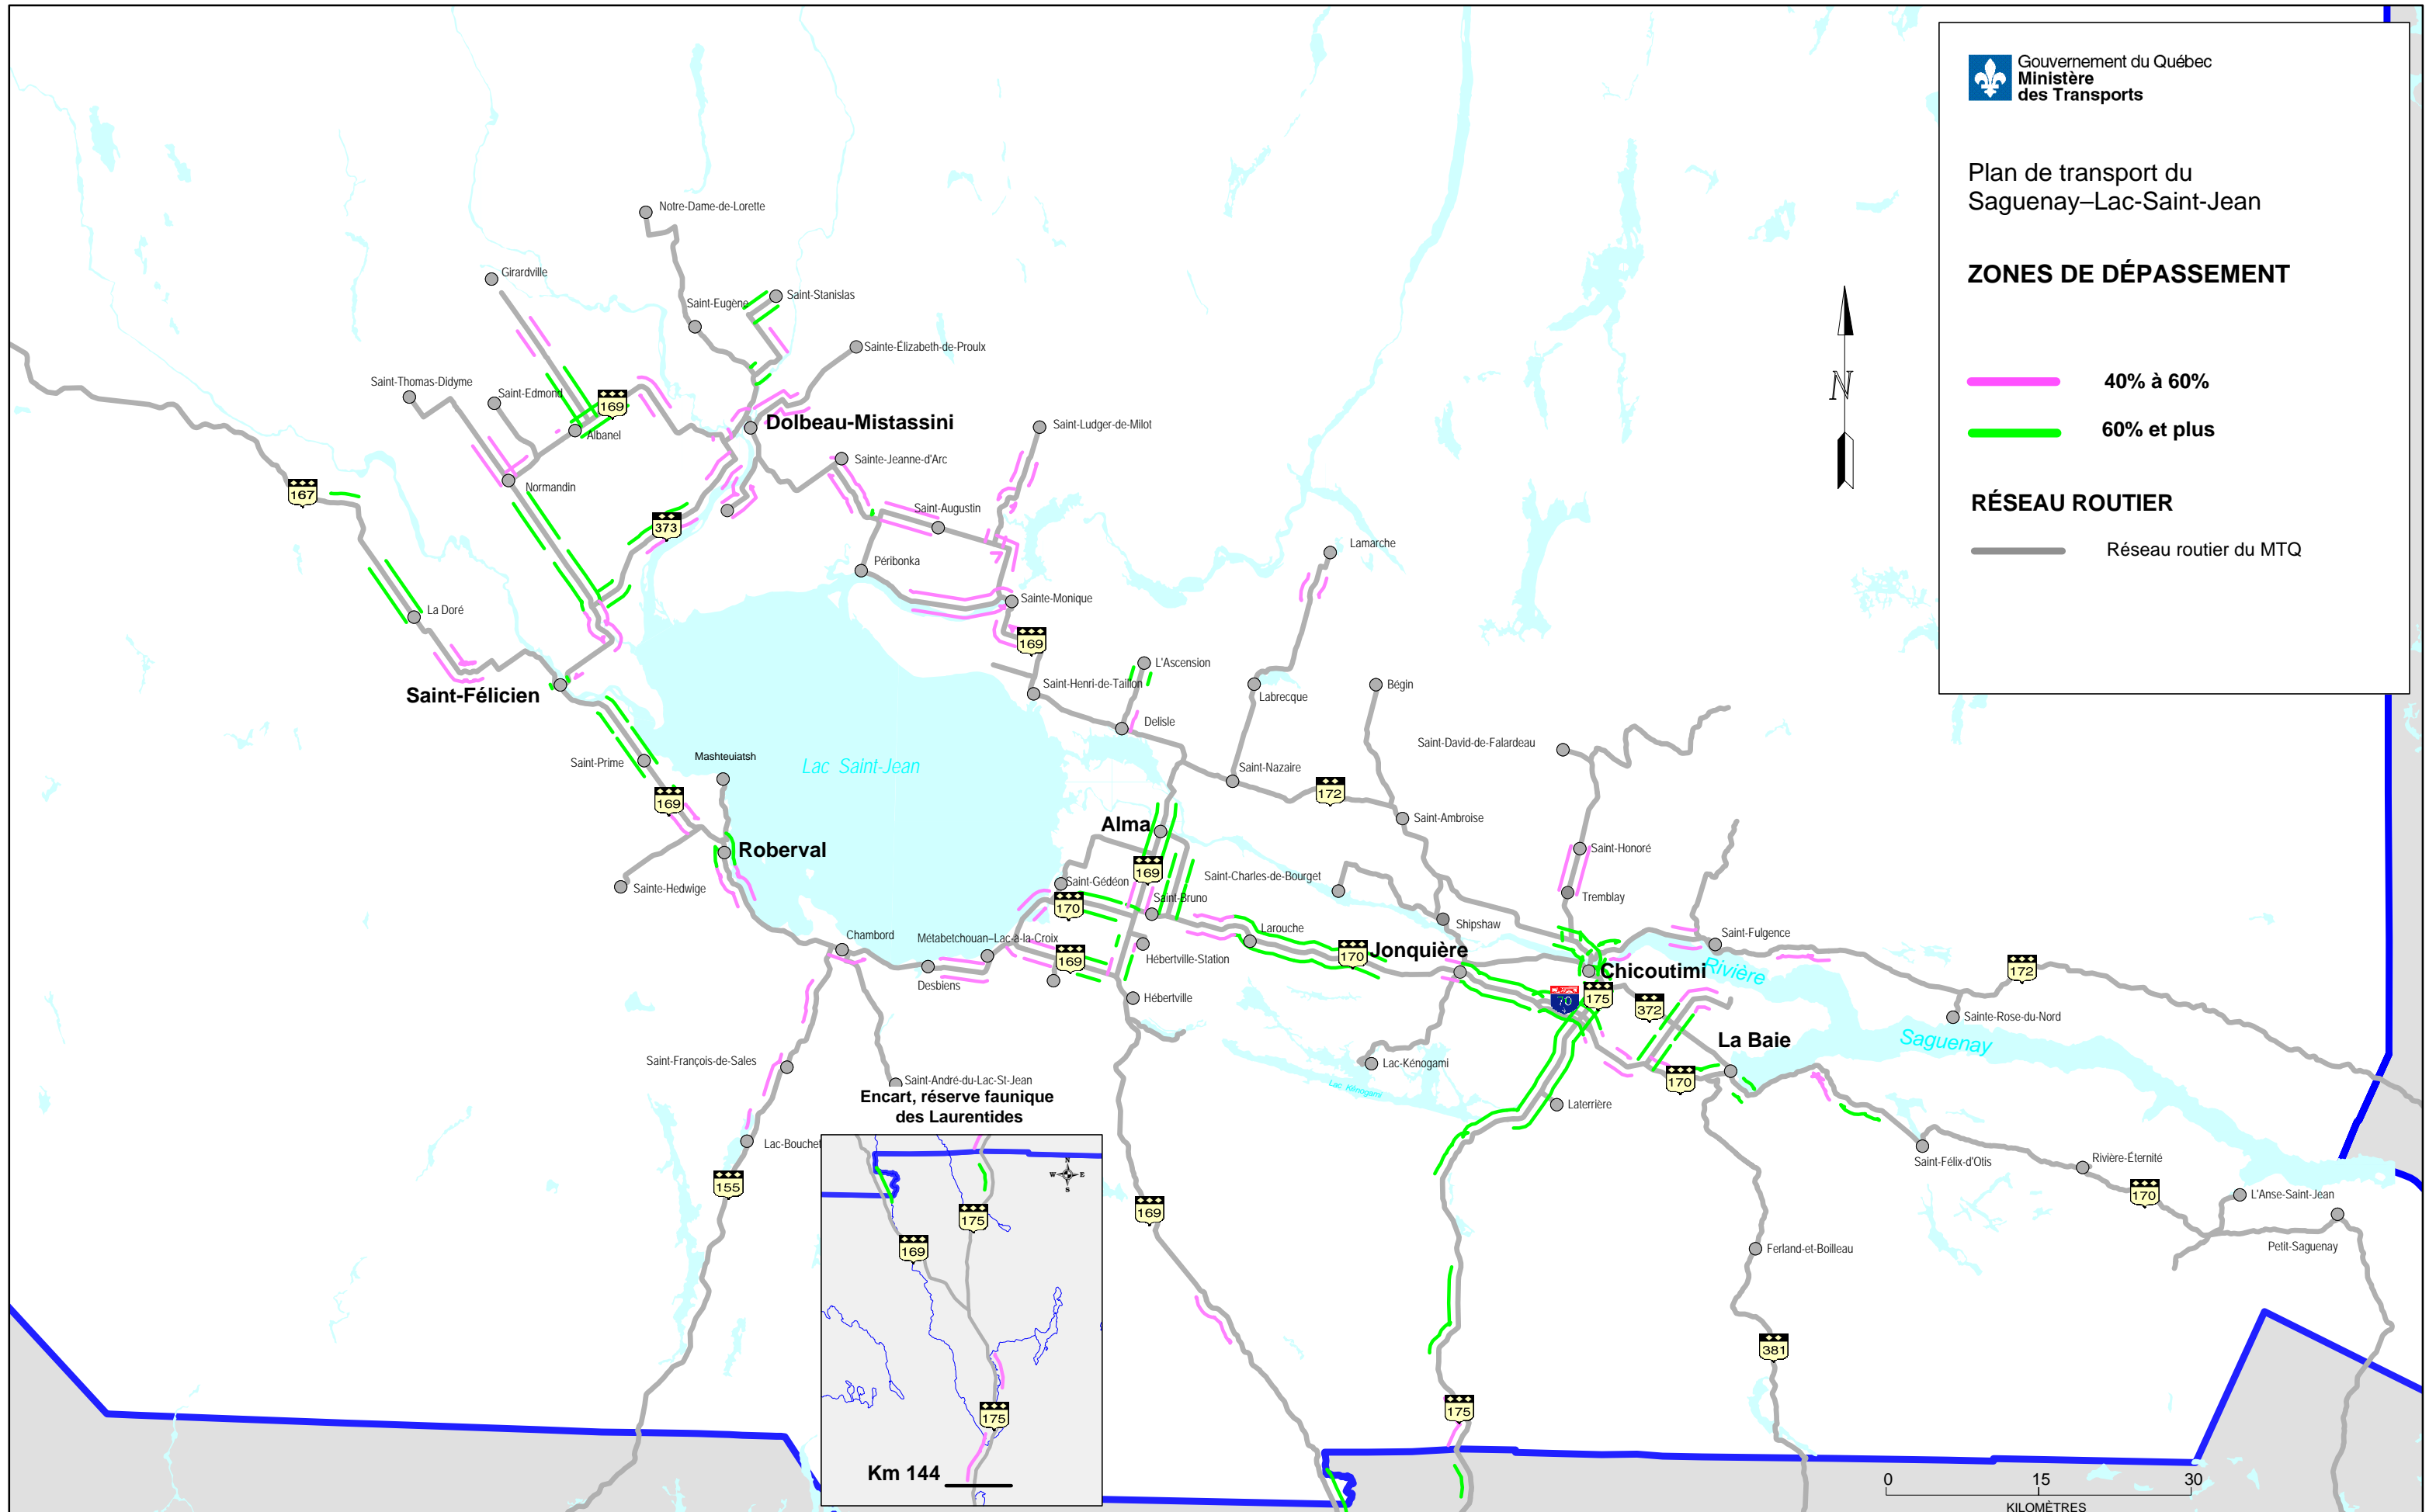 Gouvernement du Québec
Ministère
des Transports
Plan de transport du
Saguenay–Lac-Saint-Jean
ZONES DE DÉPASSEMENT
40% à 60%
60% et plus
RÉSEAU ROUTIER
Réseau routier du MTQ
N
Notre-Dame-de-Lorette
Girardville
Saint-Eugène
Saint-Stanislas
Sainte-Élizabeth-de-Proulx
Saint-Thomas-Didyme
Saint-Edmond
169
Albanel
Dolbeau-Mistassini
Saint-Ludger-de-Milot
Sainte-Jeanne-d'Arc
167
Normandin
373
Saint-Augustin
Lamarche
Péribonka
La Doré
Sainte-Monique
169
L'Ascension
Saint-Félicien
Saint-Henri-de-Taillon
Labrecque
Bégin
Delisle
Saint-David-de-Falardeau
Saint-Prime
Mashteuiatsh
Lac Saint-Jean
Saint-Nazaire
172
169
Alma
Saint-Ambroise
Roberval
Saint-Honoré
169
Sainte-Hedwige
Saint-Gédéon
Saint-Charles-de-Bourget
Tremblay
170
Saint-Bruno
Shipshaw
Larouche
Saint-Fulgence
Chambord
Métabetchouan–Lac-à-la-Croix
Jonquière
170
169
Hébertville-Station
Chicoutimi
Rivière
172
Desbiens
Hébertville
70
175
372
Sainte-Rose-du-Nord
La Baie
Saguenay
Saint-François-de-Sales
Lac-Kénogami
Saint-André-du-Lac-St-Jean
Lac Kénogami
170
Laterrière
Encart, réserve faunique
des Laurentides
Lac-Bouchet
Saint-Félix-d'Otis
Rivière-Éternité
N
W E
S
155
170
L'Anse-Saint-Jean
169
175
169
Petit-Saguenay
Ferland-et-Boilleau
381
175
175
Km 144
0 15 30
KILOMÈTRES